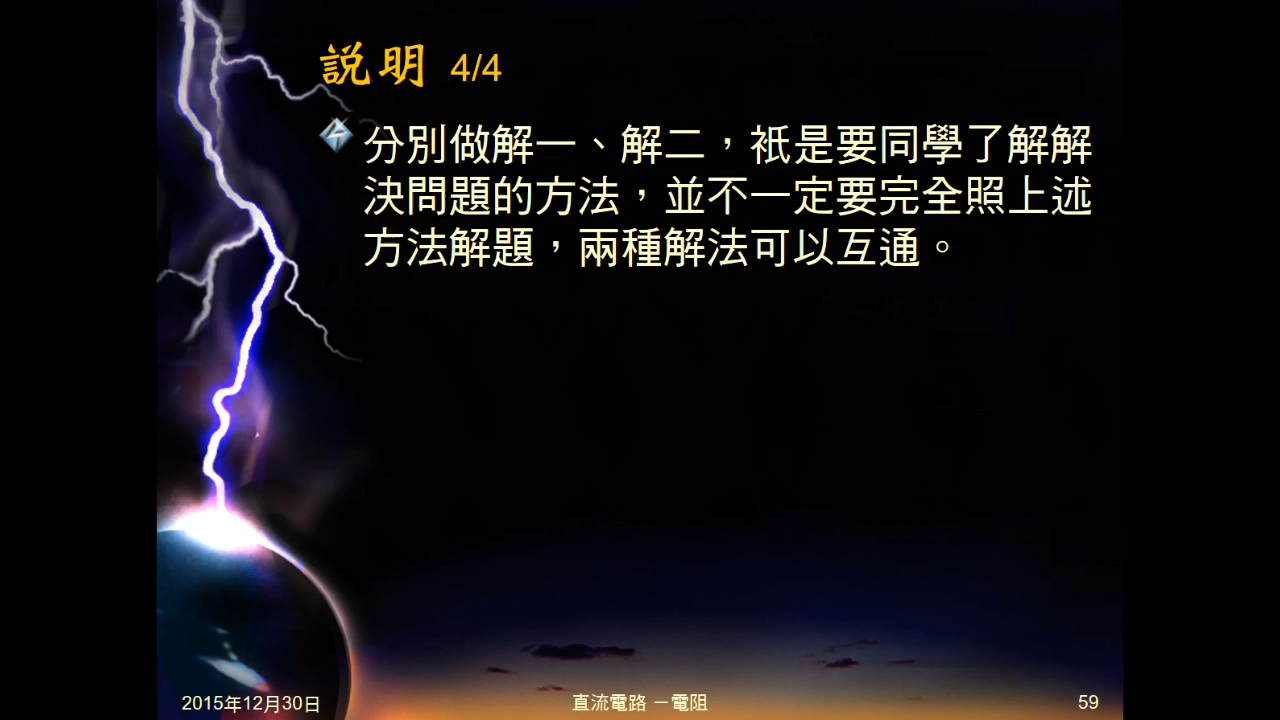 説明 4/4
分別做解一、解二，祇是要同學了解解
決問題的方法，並不一定要完全照上述
方法解題，兩種解法可以互通。
2015年12月30日
直流電路 －電阻
59